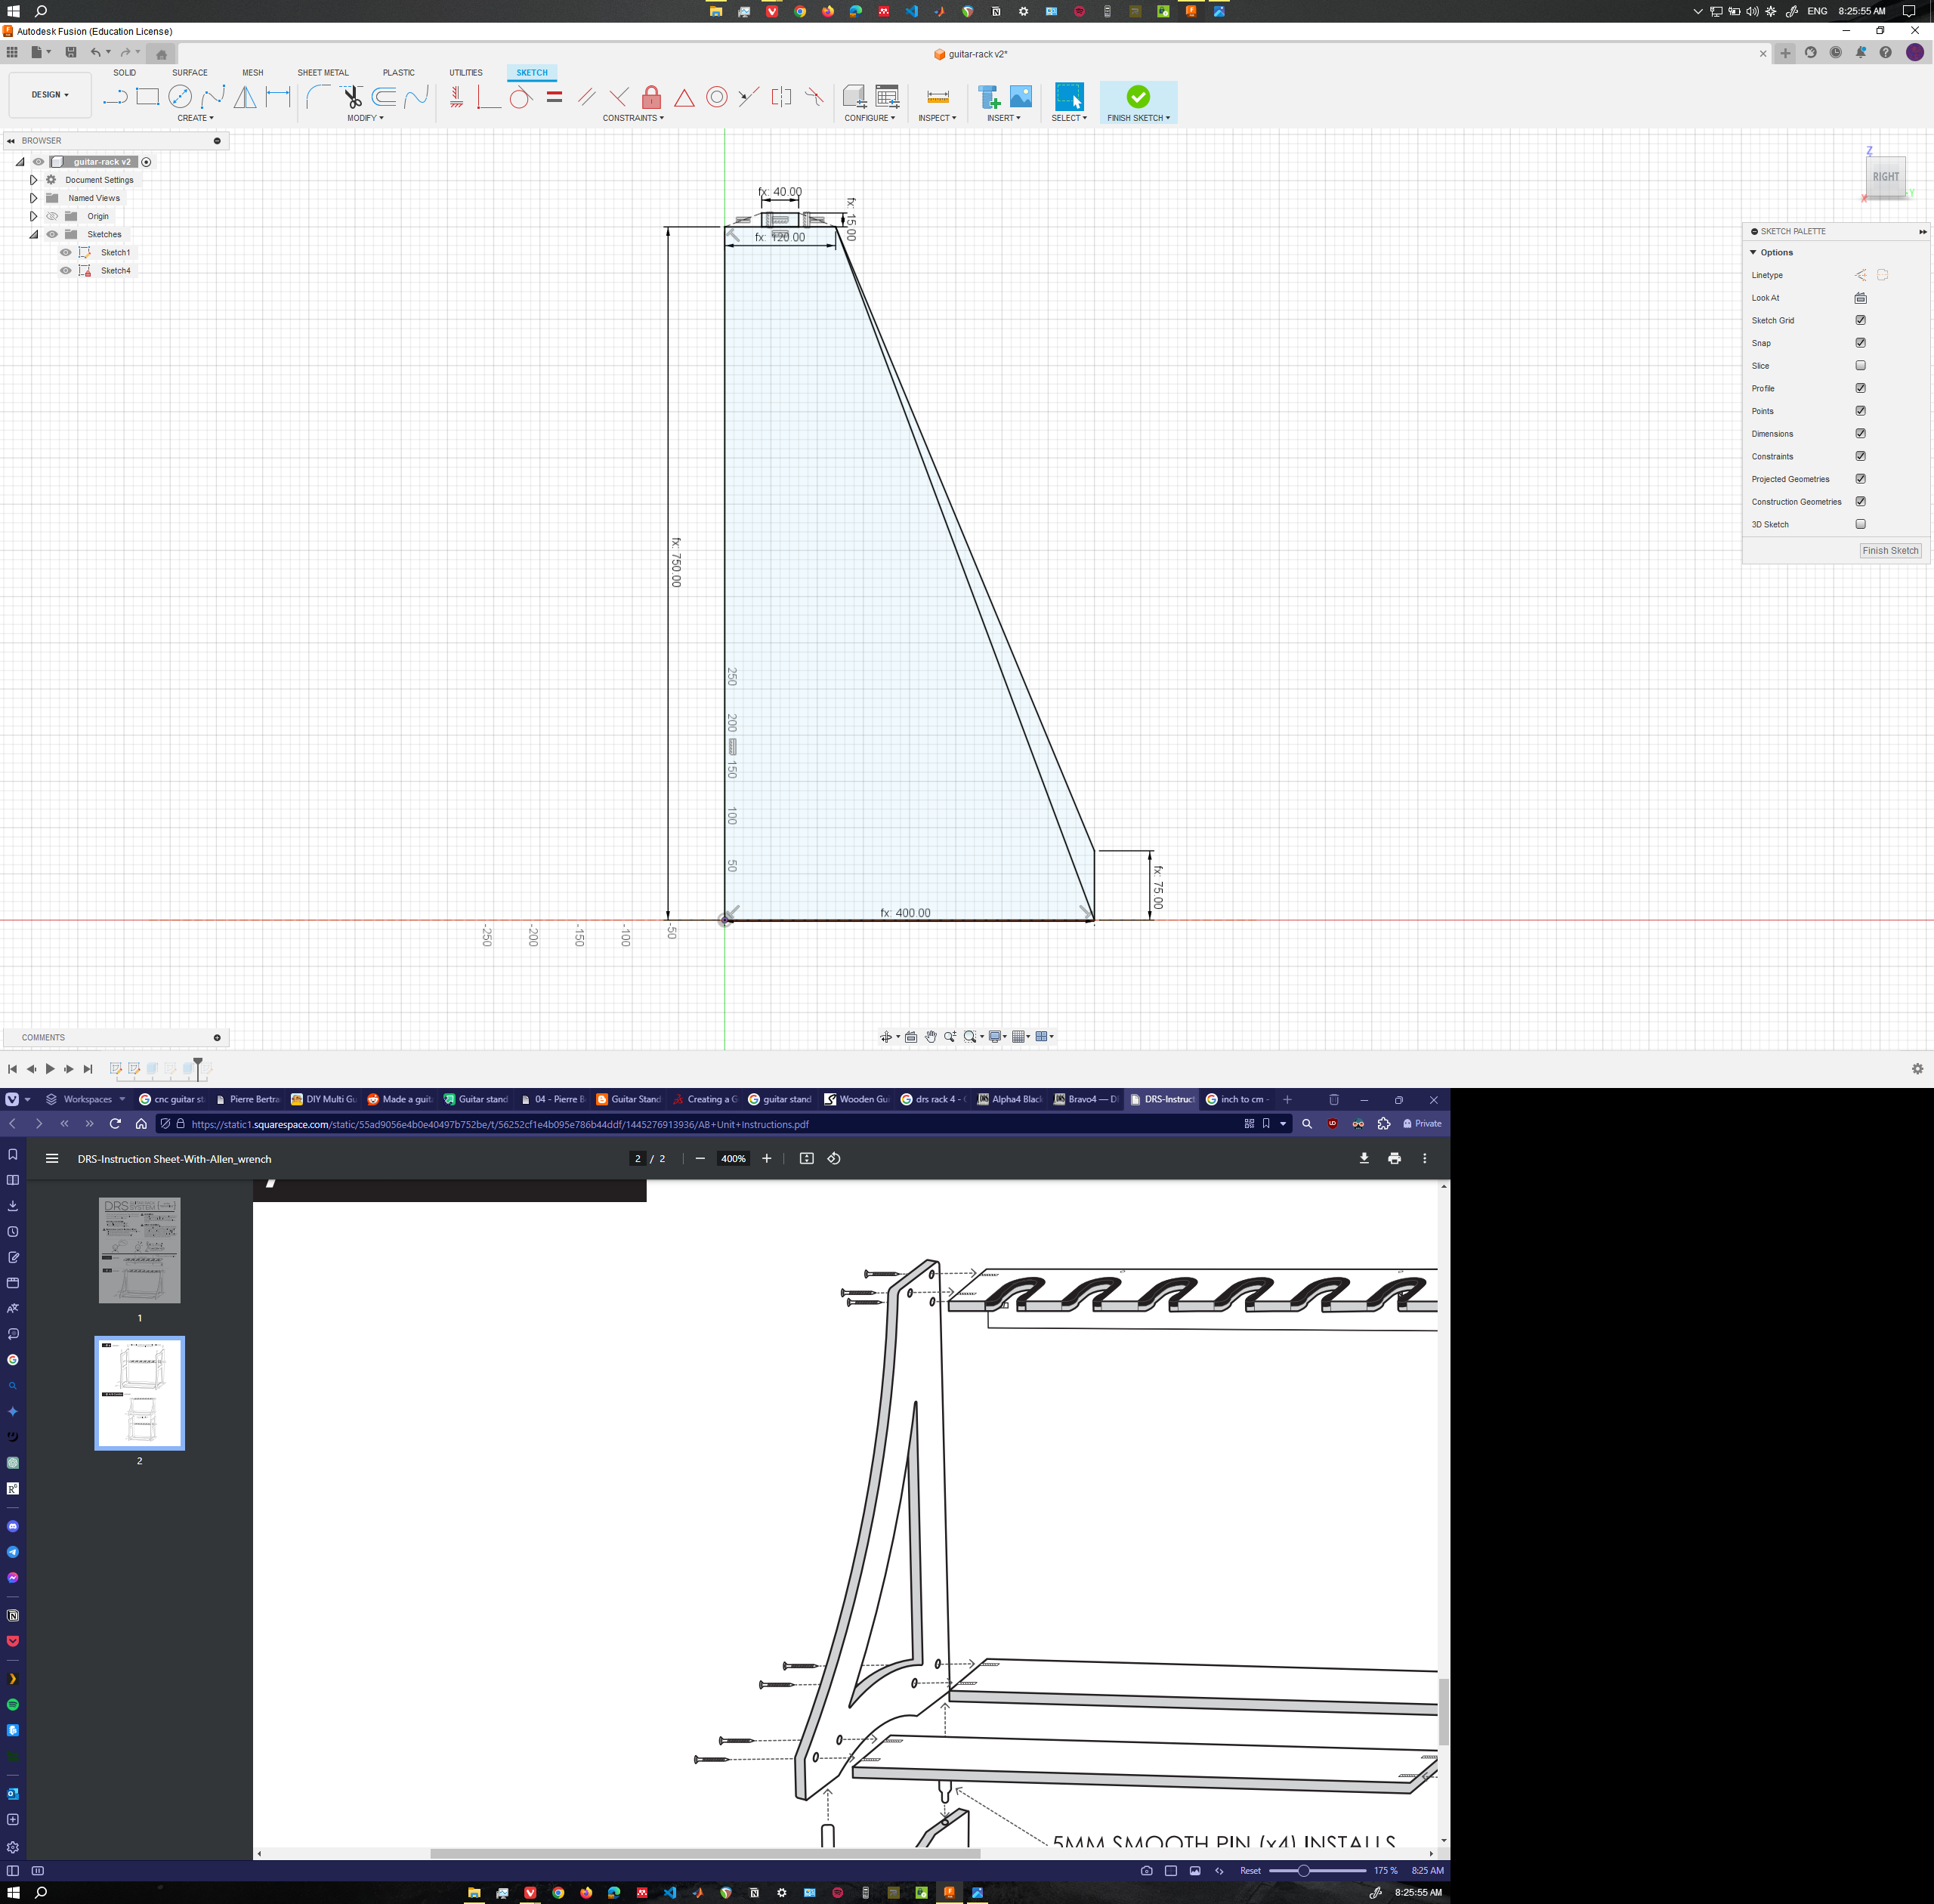 ENG
8:25:55 AM
Autodesk Fusion (Education License)
guitar-rack v2*
DESIGN
SOLID SURFACE MESH SHEET METAL PLASTIC UTILITIES SKETCH
CREATE MODIFY CONSTRAINTS CONFIGURE INSPECT INSERT SELECT FINISH SKETCH
BROWSER
guitar-rack v2
Document Settings
Named Views
Origin
Sketches
Sketch1
Sketch4
Z
RIGHT
X
Y
fx: 40.00
fx: 15.00
fx: 120.00
fx: 750.00
250
200
150
100
50
fx: 75.00
fx: 400.00
-250
-200
-150
-100
-50
SKETCH PALETTE
Options
Linetype
Look At
Sketch Grid
Snap
Slice
Profile
Points
Dimensions
Constraints
Projected Geometries
Construction Geometries
3D Sketch
Finish Sketch
COMMENTS
Workspaces
cnc guitar st
Pierre Bertra
DIY Multi Gu
Made a guit
Guitar stand
04 - Pierre B
Guitar Stand
Creating a G
guitar stand
Wooden Gui
drs rack 4 - G
Alpha4 Blac
Bravo4 — D
DRS-Instruct
inch to cm -
https://static1.squarespace.com/static/55ad9056e4b0e40497b752be/t/56252cf1e4b095e786b44ddf/1445276913936/AB+Unit+Instructions.pdf
Private
DRS-Instruction Sheet-With-Allen_wrench
2 / 2
400%
DRS
1
2
5MM SMOOTH PIN (x4) INSTALLS
Reset
175 %
8:25 AM
8:25:55 AM